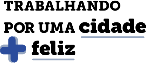 TRABALHANDO
POR UMA cidade
+ feliz